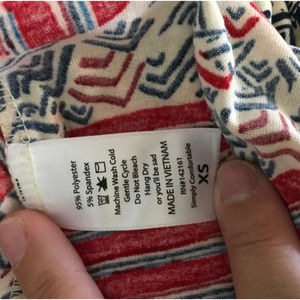 95% Polyester
5% Spandex
Machine Wash Cold
Gentle Cycle
Do Not Bleach
Hang Dry
or you'll be sad
MADE IN VIETNAM
RN#142161
Simply Comfortable
XS